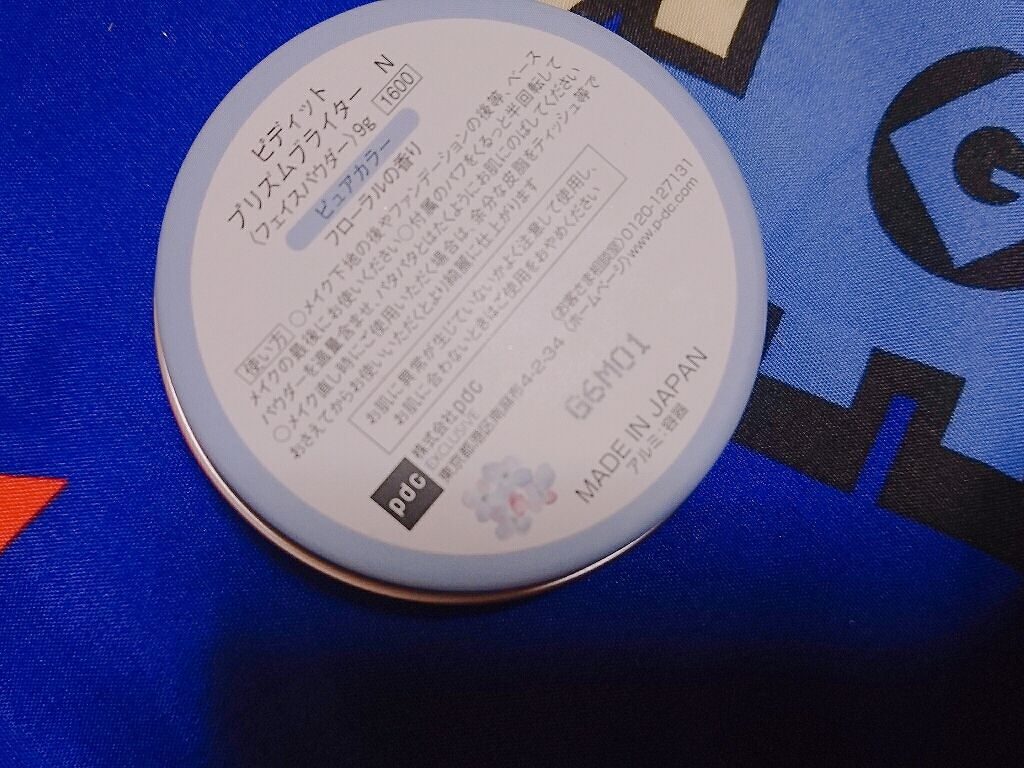 ピディット
プリズムブライター N
〈フェイスパウダー〉9g 1600
ピュアカラー
フローラルの香り
使い方 ○メイク下地の後やファンデーションの後等、ベース
メイクの最後にお使いください○付属のパフをくるっと半回転して
パウダーを適量含ませ、パタパタとはたくようにお肌にのばしてください
○メイク直し時にご使用いただく場合は、余分な皮脂をティッシュ等で
おさえてからお使いいただくとより綺麗に仕上がります
お肌に異常が生じていないかよく注意して使用し、
お肌に合わないときはご使用をおやめください
pdc 株式会社pdc
東京都港区南麻布4-2-34 〈お客さま相談窓口〉0120-127131
〈ホームページ〉www.p-dc.com
G6M01
MADE IN JAPAN
アルミ:容器
G